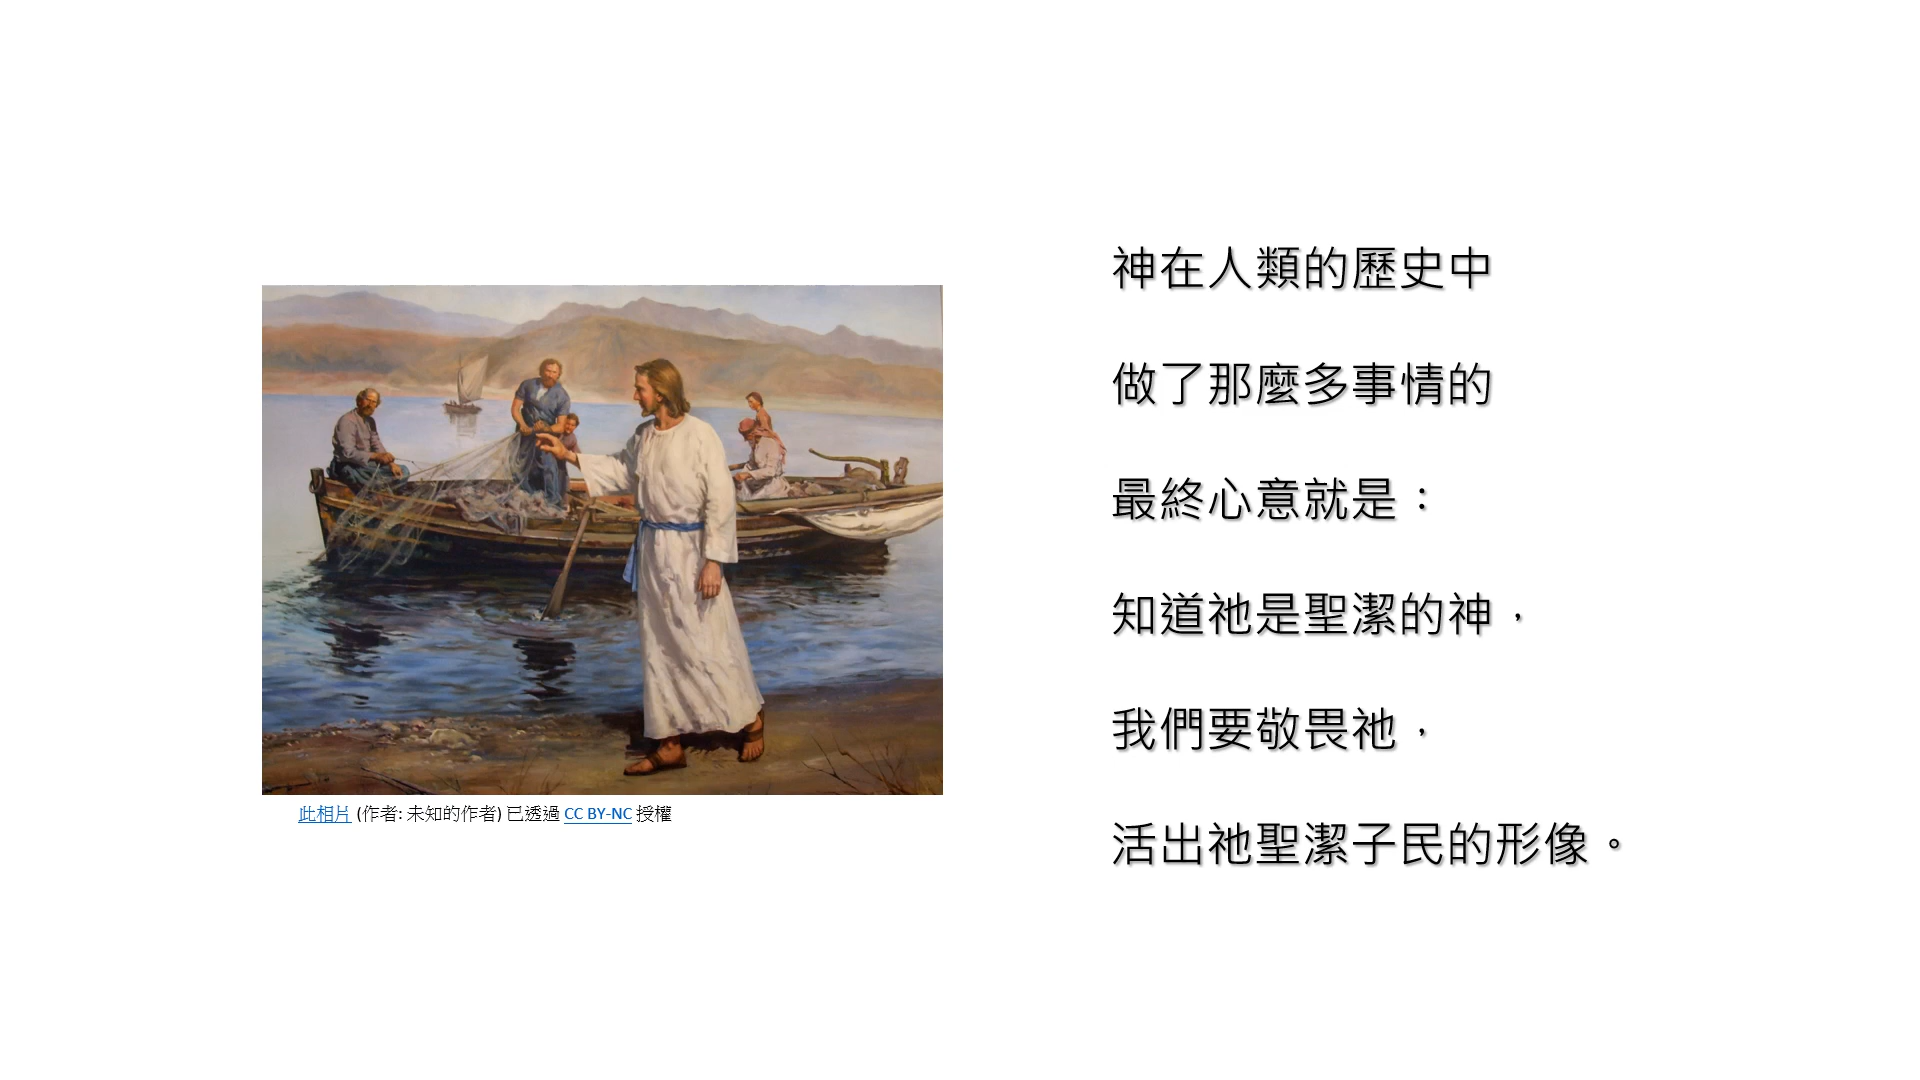 神在人類的歷史中
做了那麼多事情的
最終心意就是：
知道祂是聖潔的神，
我們要敬畏祂，
活出祂聖潔子民的形像。
此相片 (作者: 未知的作者) 已透過 CC BY-NC 授權